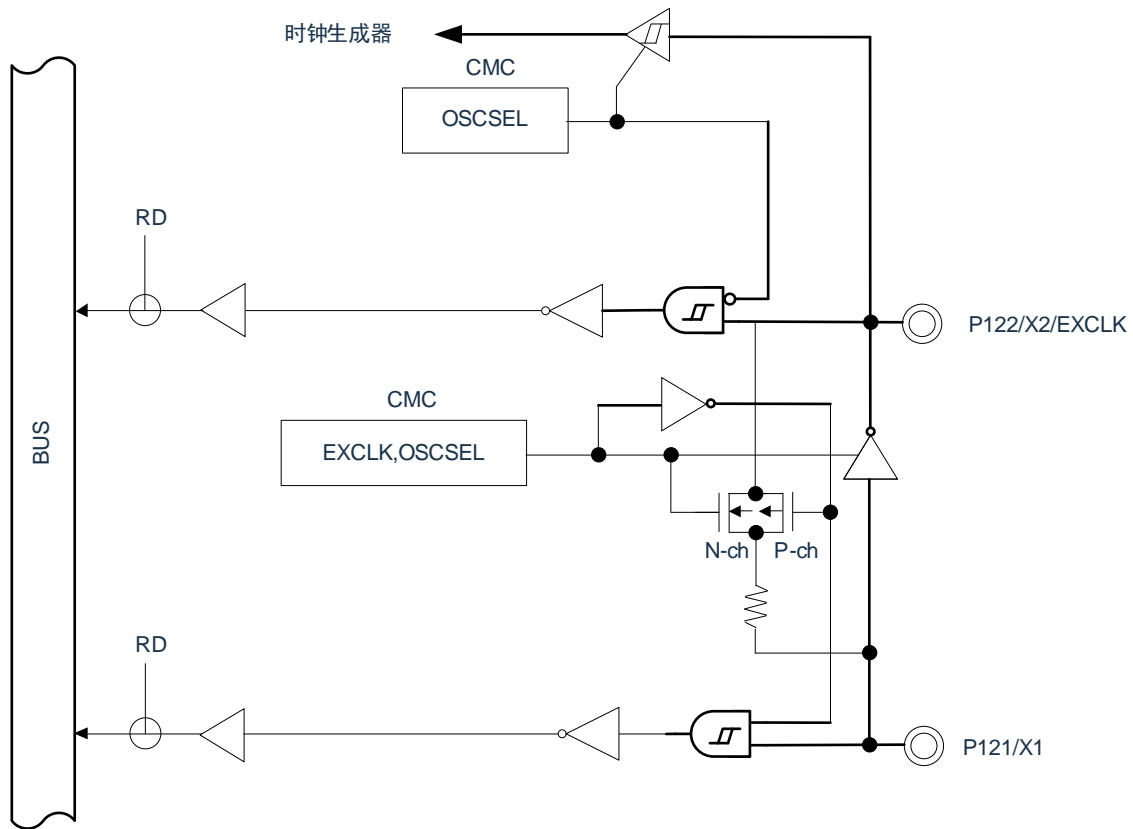 时钟生成器
CMC
OSCSEL
RD
P122/X2/EXCLK
CMC
EXCLK,OSCSEL
BUS
N-ch
P-ch
RD
P121/X1